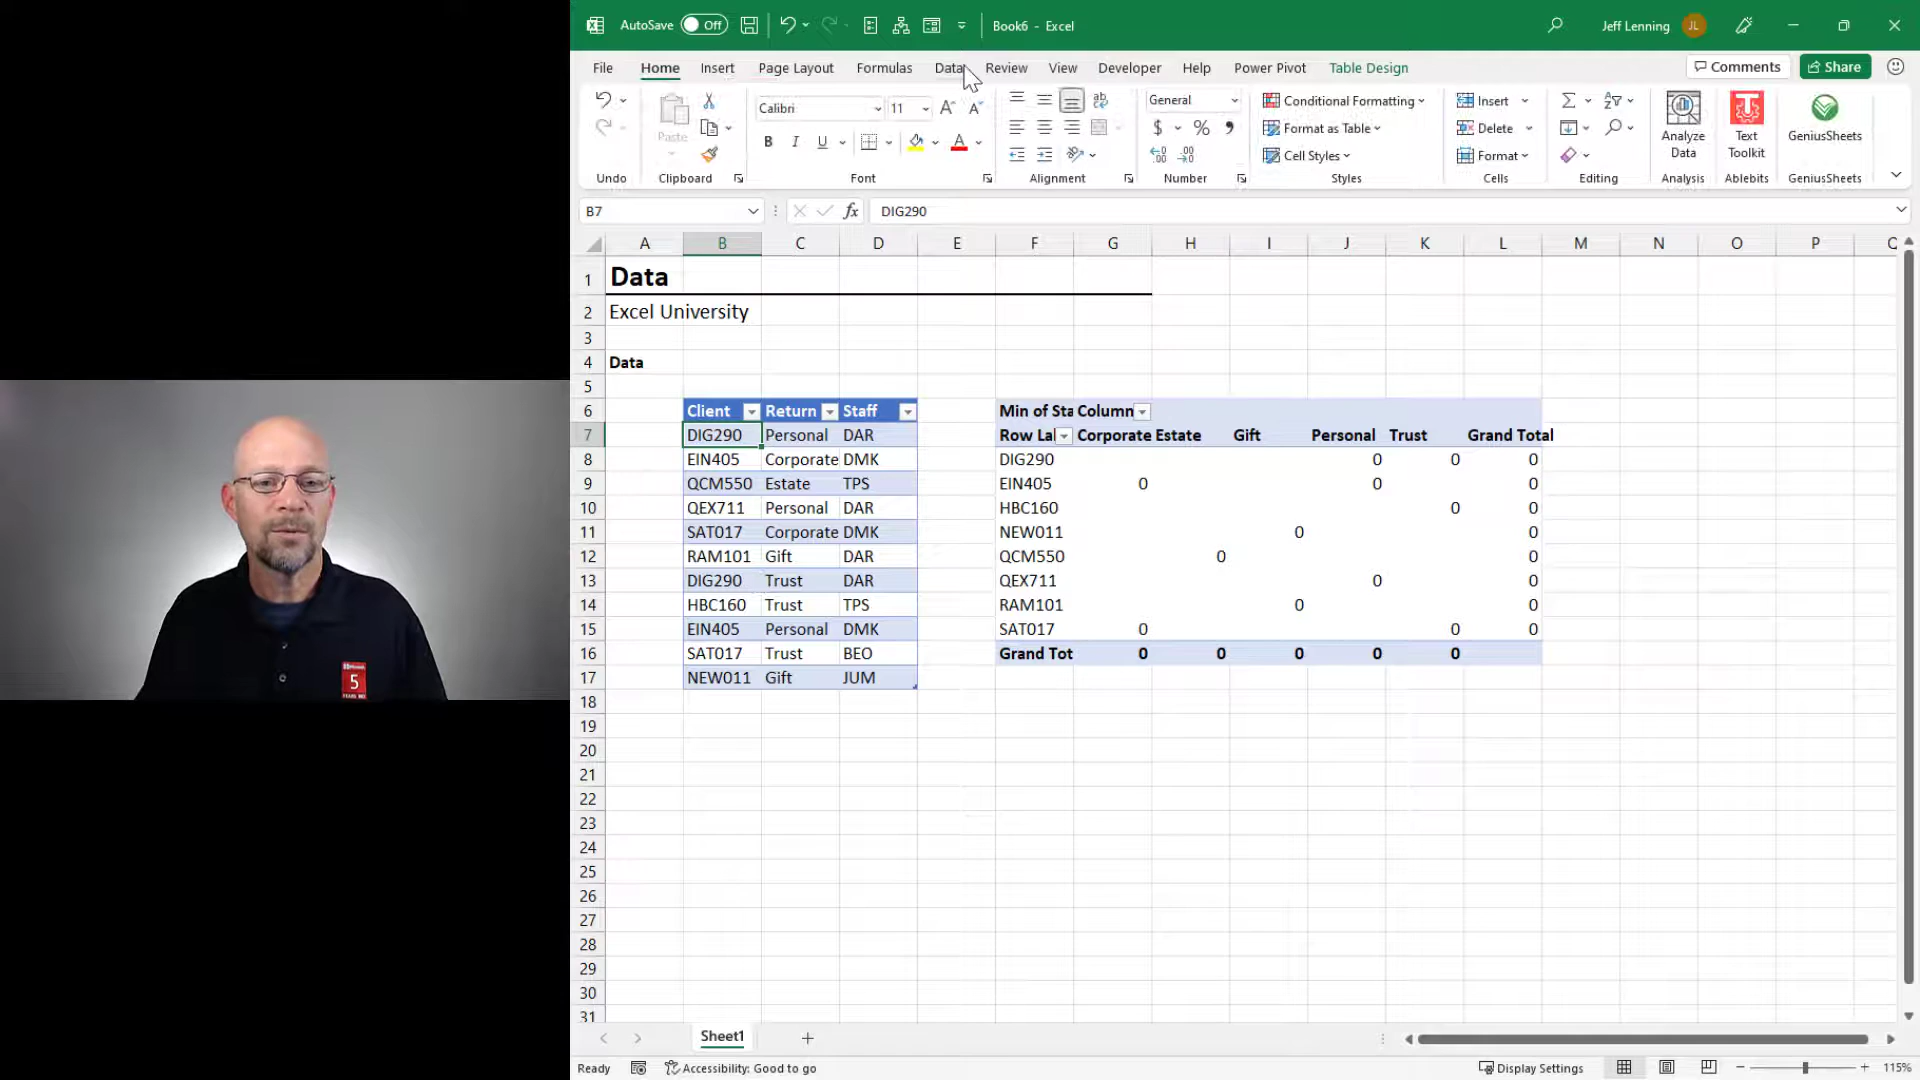 AutoSave Off Book6 - Excel Jeff Lenning JL
File Home Insert Page Layout Formulas Data Review View Developer Help Power Pivot Table Design Comments Share
Calibri 11 General Conditional Formatting Insert
Paste $ % 9 Format as Table Delete Analyze Data Text Toolkit GeniusSheets
B I U A Cell Styles Format
Undo Clipboard Font Alignment Number Styles Cells Editing Analysis Ablebits GeniusSheets
B7 fx DIG290
A B C D E F G H I J K L M N O P
1 Data
2 Excel University
3
4 Data
5
6 Client Return Staff Min of Sta Column
7 DIG290 Personal DAR Row La Corporate Estate Gift Personal Trust Grand Total
8 EIN405 Corporate DMK DIG290 0 0 0
9 QCM550 Estate TPS EIN405 0 0 0
10 QEX711 Personal DAR HBC160 0 0
11 SAT017 Corporate DMK NEW011 0 0
12 RAM101 Gift DAR QCM550 0 0
13 DIG290 Trust DAR QEX711 0 0
14 HBC160 Trust TPS RAM101 0 0
15 EIN405 Personal DMK SAT017 0 0 0
16 SAT017 Trust BEO Grand Tot 0 0 0 0 0
17 NEW011 Gift JUM
18
19
20
21
22
23
24
25
26
27
28
29
30
31
5
Sheet1
Ready Accessibility: Good to go Display Settings 115%